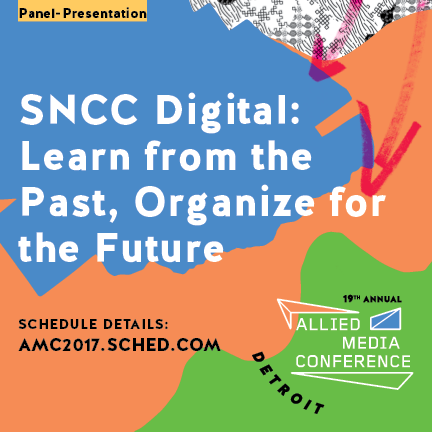 Panel- Presentation
SNCC Digital:
Learn from the
Past, Organize for
the Future
SCHEDULE DETAILS:
AMC2017.SCHED.COM
19TH ANNUAL
ALLIED
MEDIA
CONFERENCE
DETROIT